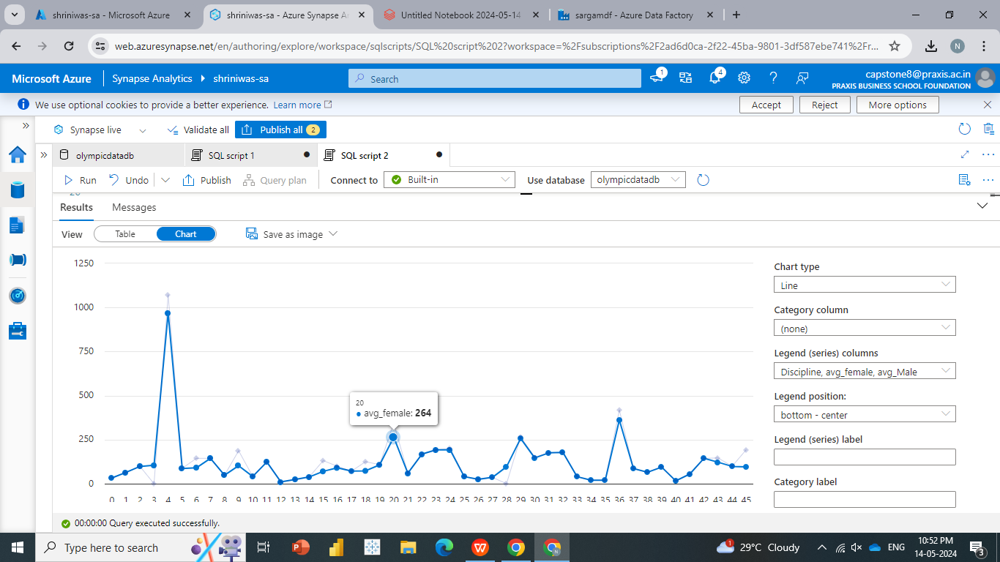 shriniwas-sa - Microsoft Azure
shriniwas-sa - Azure Synapse A
Untitled Notebook 2024-05-14
sargamdf - Azure Data Factory
web.azuresynapse.net/en/authoring/explore/workspace/sqlscripts/SQL%20script%202?workspace=%2Fsubscriptions%2F2ad6d0ca-2f22-45ba-9801-3df587ebe741%2Fr...
N
Microsoft Azure
Synapse Analytics
shriniwas-sa
Search
1
4
capstone8@praxis.ac.in
PRAXIS BUSINESS SCHOOL FOUNDATION
We use optional cookies to provide a better experience. Learn more
Accept
Reject
More options
Synapse live
Validate all
Publish all 2
olympicdatadb
SQL script 1
SQL script 2
Run
Undo
Publish
Query plan
Connect to
Built-in
Use database
olympicdatadb
Results
Messages
View
Table
Chart
Save as image
1250
1000
750
500
250
0
20
avg_female: 264
0 1 2 3 4 5 6 7 8 9 10 11 12 13 14 15 16 17 18 19 20 21 22 23 24 25 26 27 28 29 30 31 32 33 34 35 36 37 38 39 40 41 42 43 44 45
Chart type
Line
Category column
(none)
Legend (series) columns
Discipline, avg_female, avg_Male
Legend position:
bottom - center
Legend (series) label
Category label
00:00:00 Query executed successfully.
Type here to search
1
29°C Cloudy
ENG
10:52 PM
14-05-2024
3